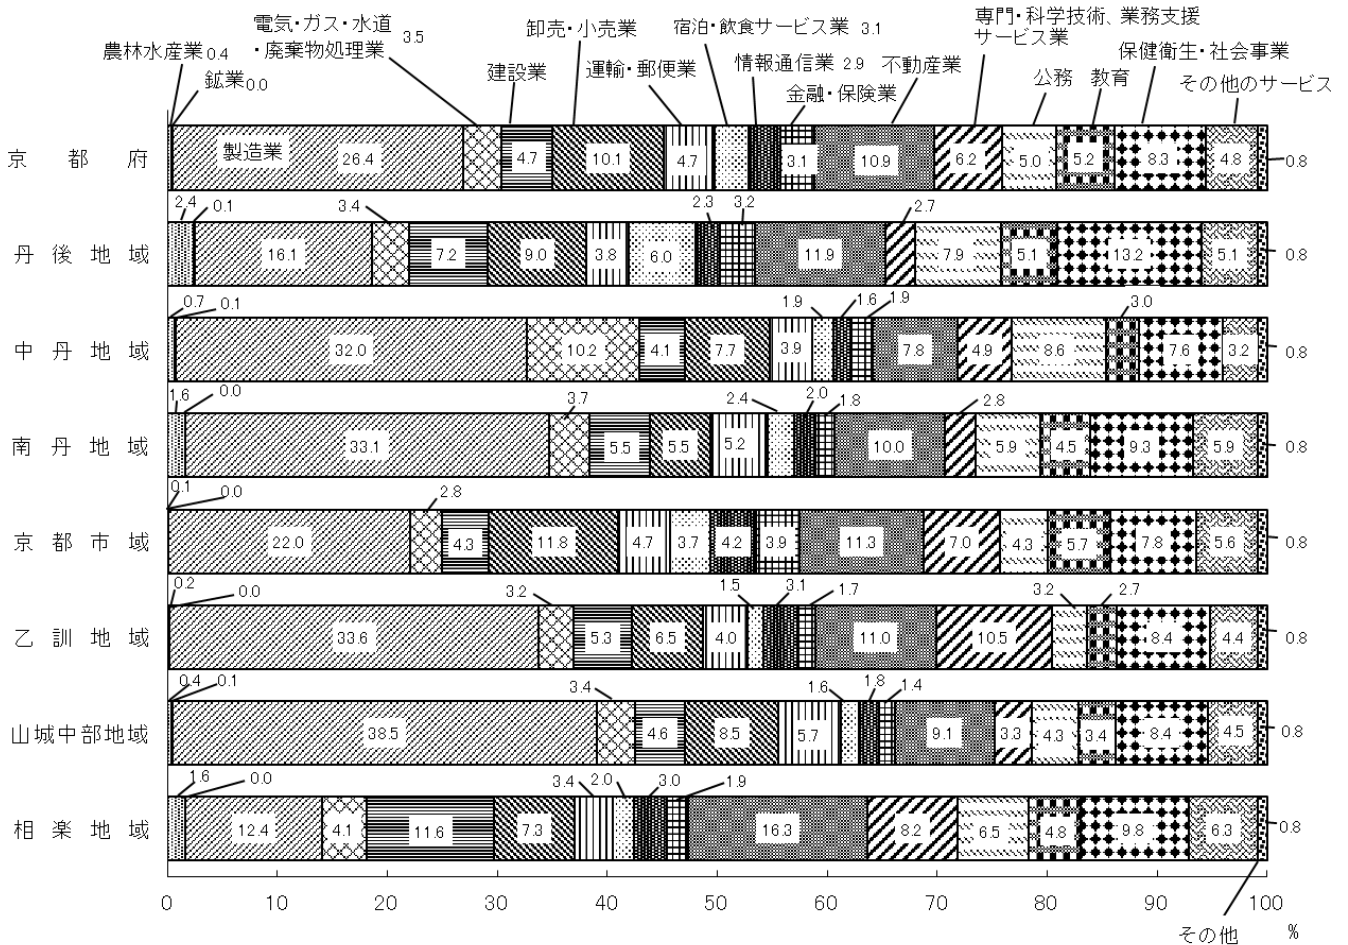 農林水産業0.4
鉱業0.0
電気・ガス・水道
・廃棄物処理業 3.5
建設業
卸売・小売業
運輸・郵便業
宿泊・飲食サービス業 3.1
情報通信業 2.9
金融・保険業
不動産業
専門・科学技術、業務支援
サービス業
公務
教育
保健衛生・社会事業
その他のサービス
京都府 製造業 26.4 4.7 10.1 4.7 3.1 10.9 6.2 5.0 5.2 8.3 4.8 0.8
2.4 0.1 3.4 2.3 3.2 2.7
丹後地域 16.1 7.2 9.0 3.8 6.0 11.9 7.9 5.1 13.2 5.1 0.8
0.7 0.1 1.9 1.6 1.9 3.0
中丹地域 32.0 10.2 4.1 7.7 3.9 7.8 4.9 8.6 7.6 3.2 0.8
1.6 0.0 3.7 2.4 2.0 1.8 2.8
南丹地域 33.1 5.5 5.5 5.2 10.0 5.9 4.5 9.3 5.9 0.8
0.1 0.0 2.8
京都市域 22.0 4.3 11.8 4.7 3.7 4.2 3.9 11.3 7.0 4.3 5.7 7.8 5.6 0.8
0.2 0.0 3.2 1.5 3.1 1.7 3.2 2.7
乙訓地域 33.6 5.3 6.5 4.0 11.0 10.5 8.4 4.4 0.8
0.4 0.1 3.4 1.6 1.8 1.4
山城中部地域 38.5 4.6 8.5 5.7 9.1 3.3 4.3 3.4 8.4 4.5 0.8
1.6 0.0 3.4 2.0 3.0 1.9
相楽地域 12.4 4.1 11.6 7.3 16.3 8.2 6.5 4.8 9.8 6.3 0.8
0 10 20 30 40 50 60 70 80 90 100
その他 %